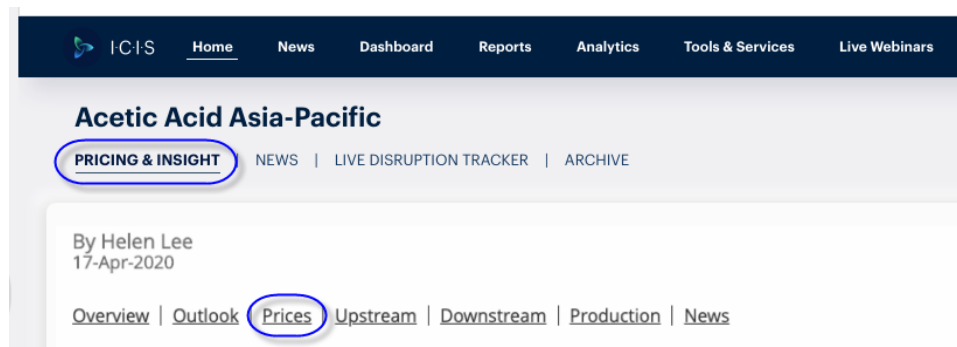 I·C·I·S Home News Dashboard Reports Analytics Tools & Services Live Webinars
Acetic Acid Asia-Pacific
PRICING & INSIGHT | NEWS | LIVE DISRUPTION TRACKER | ARCHIVE
By Helen Lee
17-Apr-2020
Overview | Outlook | Prices | Upstream | Downstream | Production | News